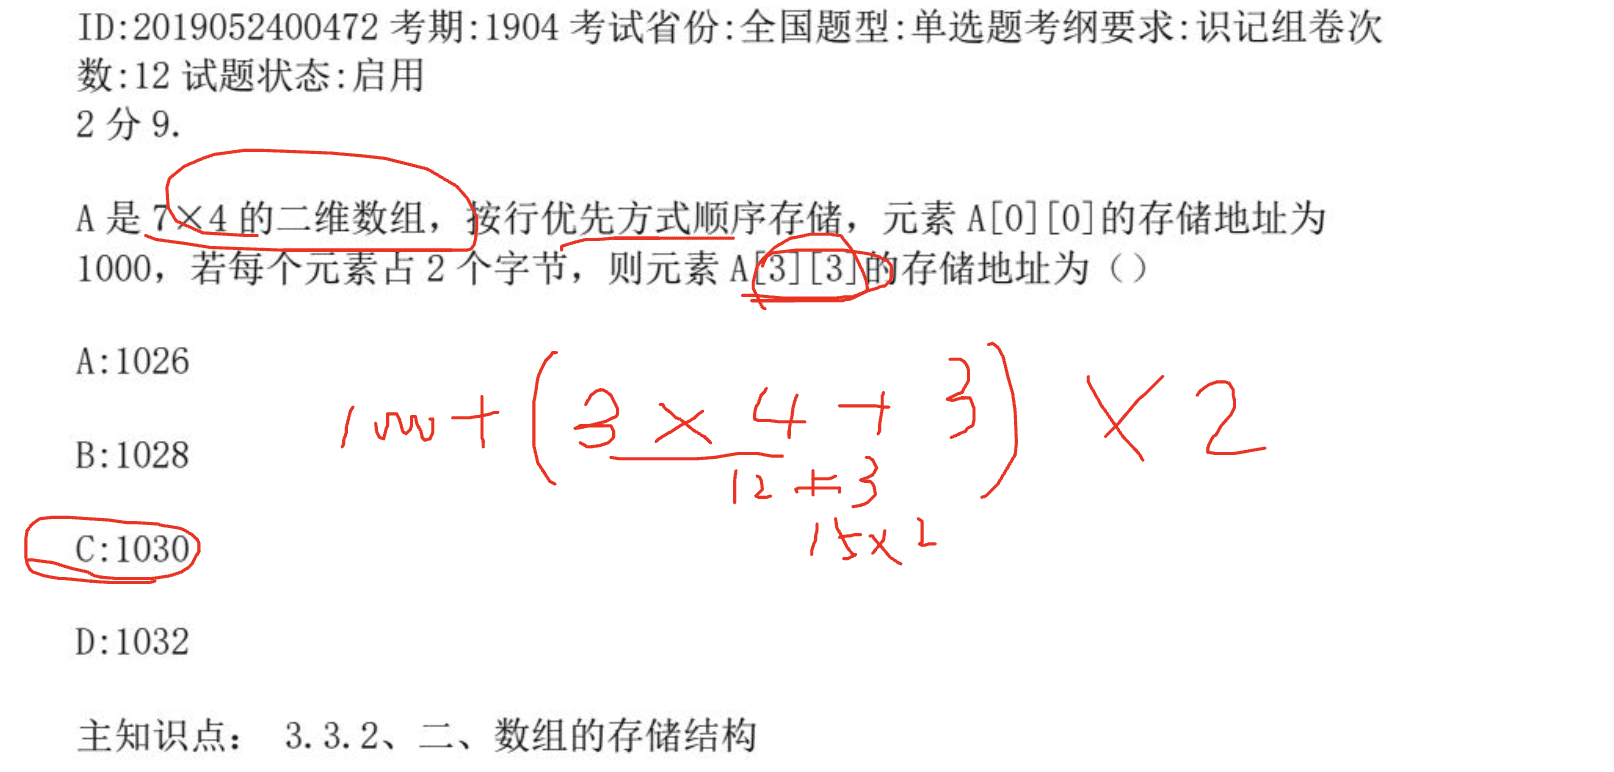 ID:2019052400472 考期:1904 考试省份:全国题型:单选题考纲要求:识记组卷次
数:12 试题状态:启用
2 分 9.
A 是 7×4 的二维数组，按行优先方式顺序存储，元素 A[0][0]的存储地址为
1000，若每个元素占 2 个字节，则元素 A[3][3]的存储地址为（）
A:1026
1000+(3×4+3)×2
B:1028
12+3
15×2
C:1030
D:1032
主知识点： 3.3.2、二、数组的存储结构